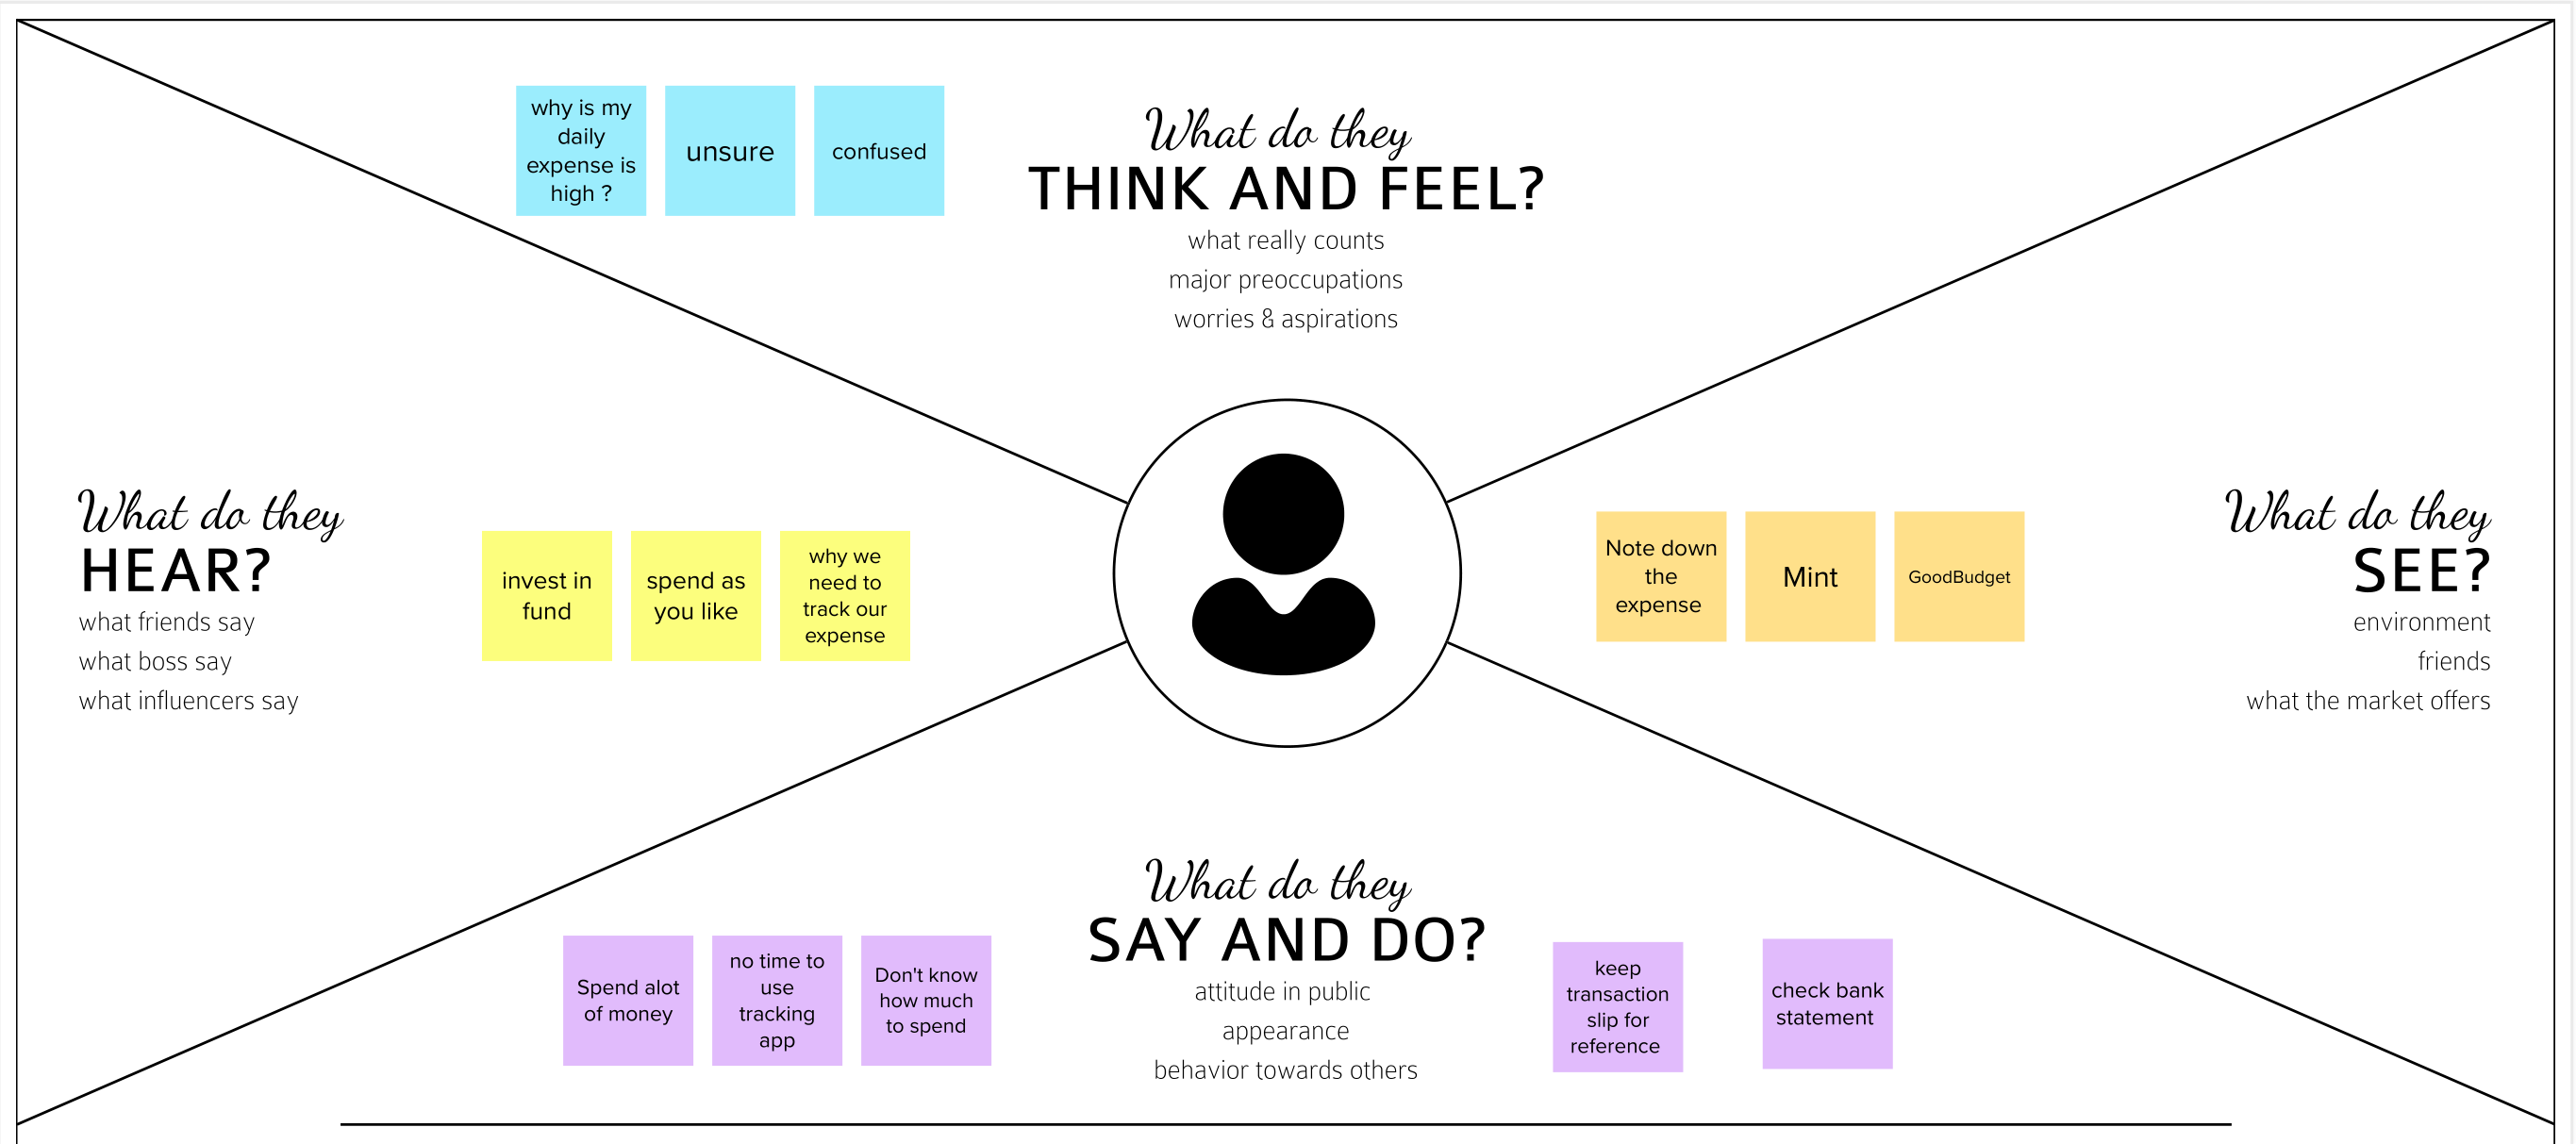 why is my
daily
expense is
high ?
unsure
confused
What do they
THINK AND FEEL?
what really counts
major preoccupations
worries & aspirations
What do they
HEAR?
what friends say
what boss say
what influencers say
invest in
fund
spend as
you like
why we
need to
track our
expense
Note down
the
expense
Mint
GoodBudget
What do they
SEE?
environment
friends
what the market offers
What do they
SAY AND DO?
attitude in public
appearance
behavior towards others
Spend alot
of money
no time to
use
tracking
app
Don't know
how much
to spend
keep
transaction
slip for
reference
check bank
statement